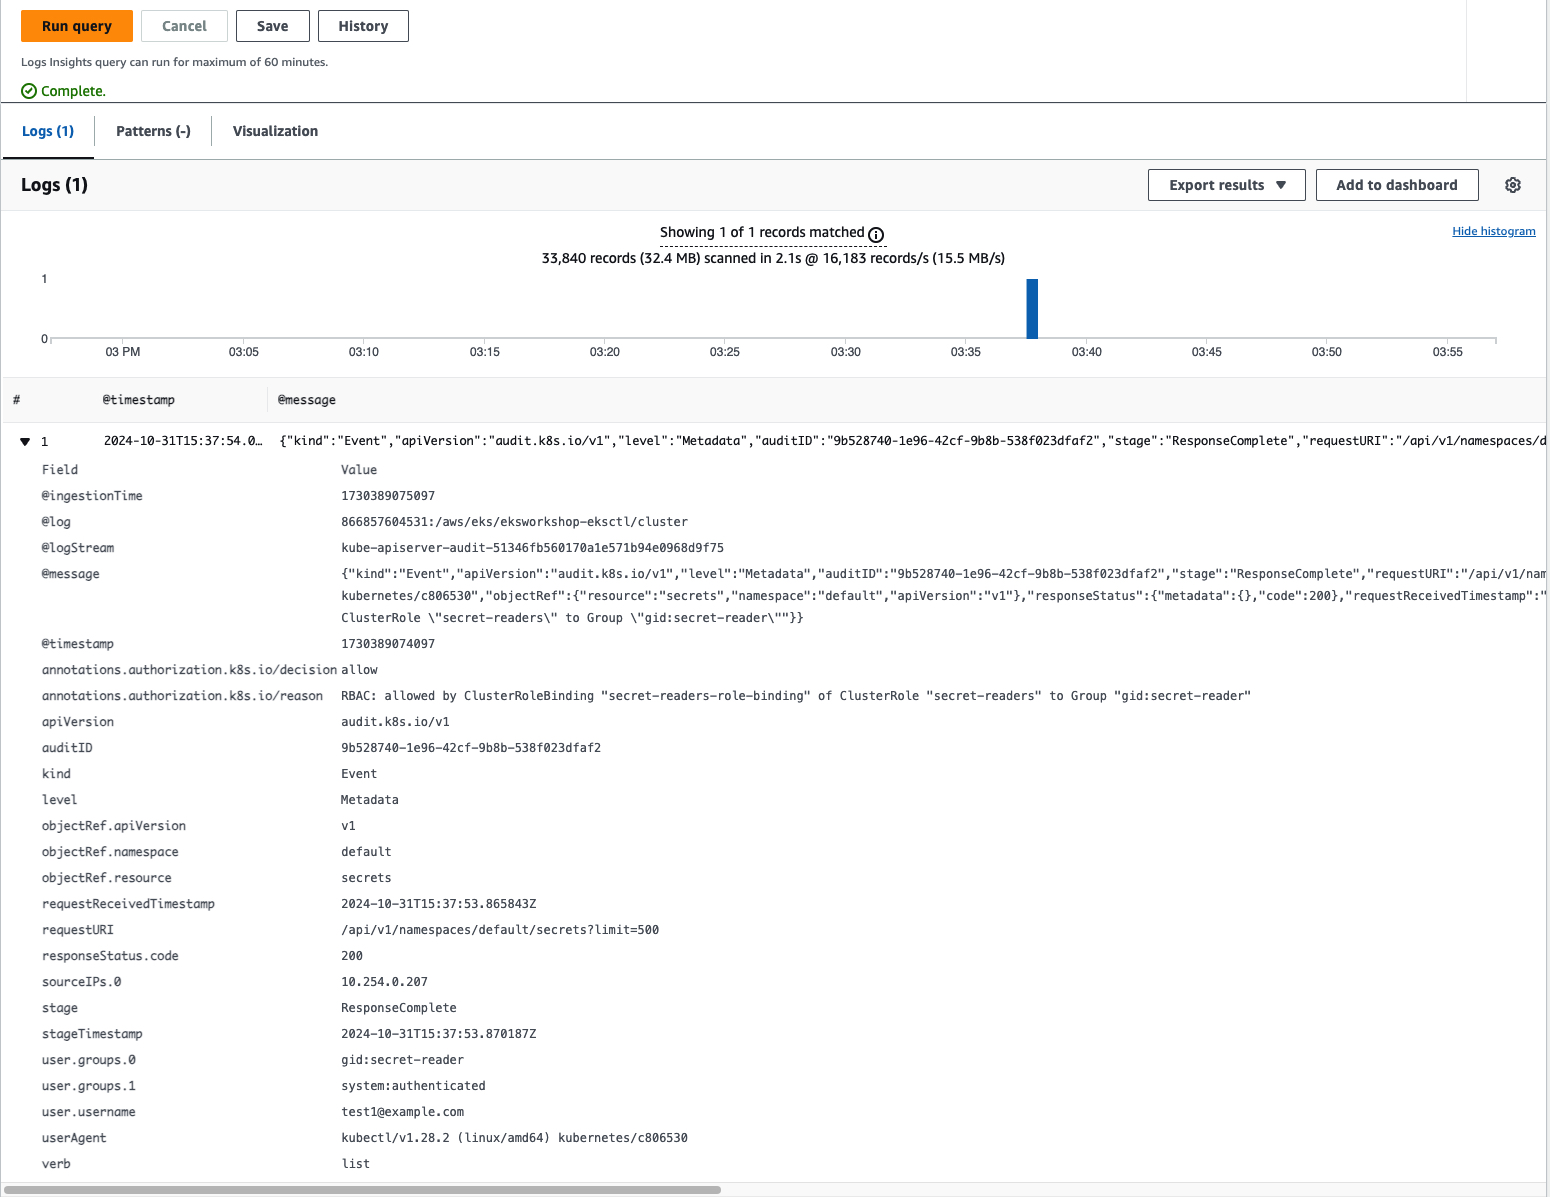 Run query Cancel Save History
Logs Insights query can run for maximum of 60 minutes.
Complete.
Logs (1) Patterns (-) Visualization
Logs (1) Export results Add to dashboard
Showing 1 of 1 records matched Hide histogram
33,840 records (32.4 MB) scanned in 2.1s @ 16,183 records/s (15.5 MB/s)
1
0
03 PM 03:05 03:10 03:15 03:20 03:25 03:30 03:35 03:40 03:45 03:50 03:55
# @timestamp @message
1 2024-10-31T15:37:54.0… {"kind":"Event","apiVersion":"audit.k8s.io/v1","level":"Metadata","auditID":"9b528740-1e96-42cf-9b8b-538f023dfaf2","stage":"ResponseComplete","requestURI":"/api/v1/namespaces/d
Field Value
@ingestionTime 1730389075097
@log 866857604531:/aws/eks/eksworkshop-eksctl/cluster
@logStream kube-apiserver-audit-51346fb560170a1e571b94e0968d9f75
@message {"kind":"Event","apiVersion":"audit.k8s.io/v1","level":"Metadata","auditID":"9b528740-1e96-42cf-9b8b-538f023dfaf2","stage":"ResponseComplete","requestURI":"/api/v1/nam
kubernetes/c806530","objectRef":{"resource":"secrets","namespace":"default","apiVersion":"v1"},"responseStatus":{"metadata":{},"code":200},"requestReceivedTimestamp":"
ClusterRole \"secret-readers\" to Group \"gid:secret-reader\""}}
@timestamp 1730389074097
annotations.authorization.k8s.io/decision allow
annotations.authorization.k8s.io/reason RBAC: allowed by ClusterRoleBinding "secret-readers-role-binding" of ClusterRole "secret-readers" to Group "gid:secret-reader"
apiVersion audit.k8s.io/v1
auditID 9b528740-1e96-42cf-9b8b-538f023dfaf2
kind Event
level Metadata
objectRef.apiVersion v1
objectRef.namespace default
objectRef.resource secrets
requestReceivedTimestamp 2024-10-31T15:37:53.865843Z
requestURI /api/v1/namespaces/default/secrets?limit=500
responseStatus.code 200
sourceIPs.0 10.254.0.207
stage ResponseComplete
stageTimestamp 2024-10-31T15:37:53.870187Z
user.groups.0 gid:secret-reader
user.groups.1 system:authenticated
user.username test1@example.com
userAgent kubectl/v1.28.2 (linux/amd64) kubernetes/c806530
verb list